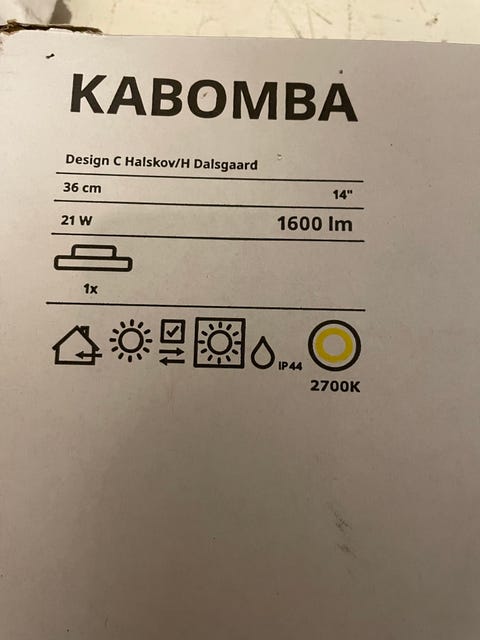 KABOMBA
Design C Halskov/H Dalsgaard
36 cm 14"
21 W 1600 lm
1x
IP44
2700K